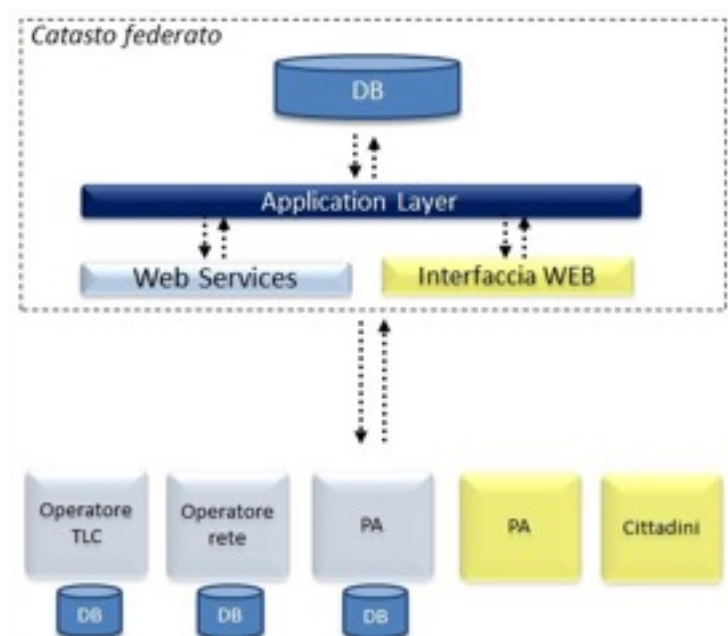 Catasto federato
DB
Application Layer
Web Services
Interfaccia WEB
Operatore
TLC
Operatore
rete
PA
PA
Cittadini
DB
DB
DB